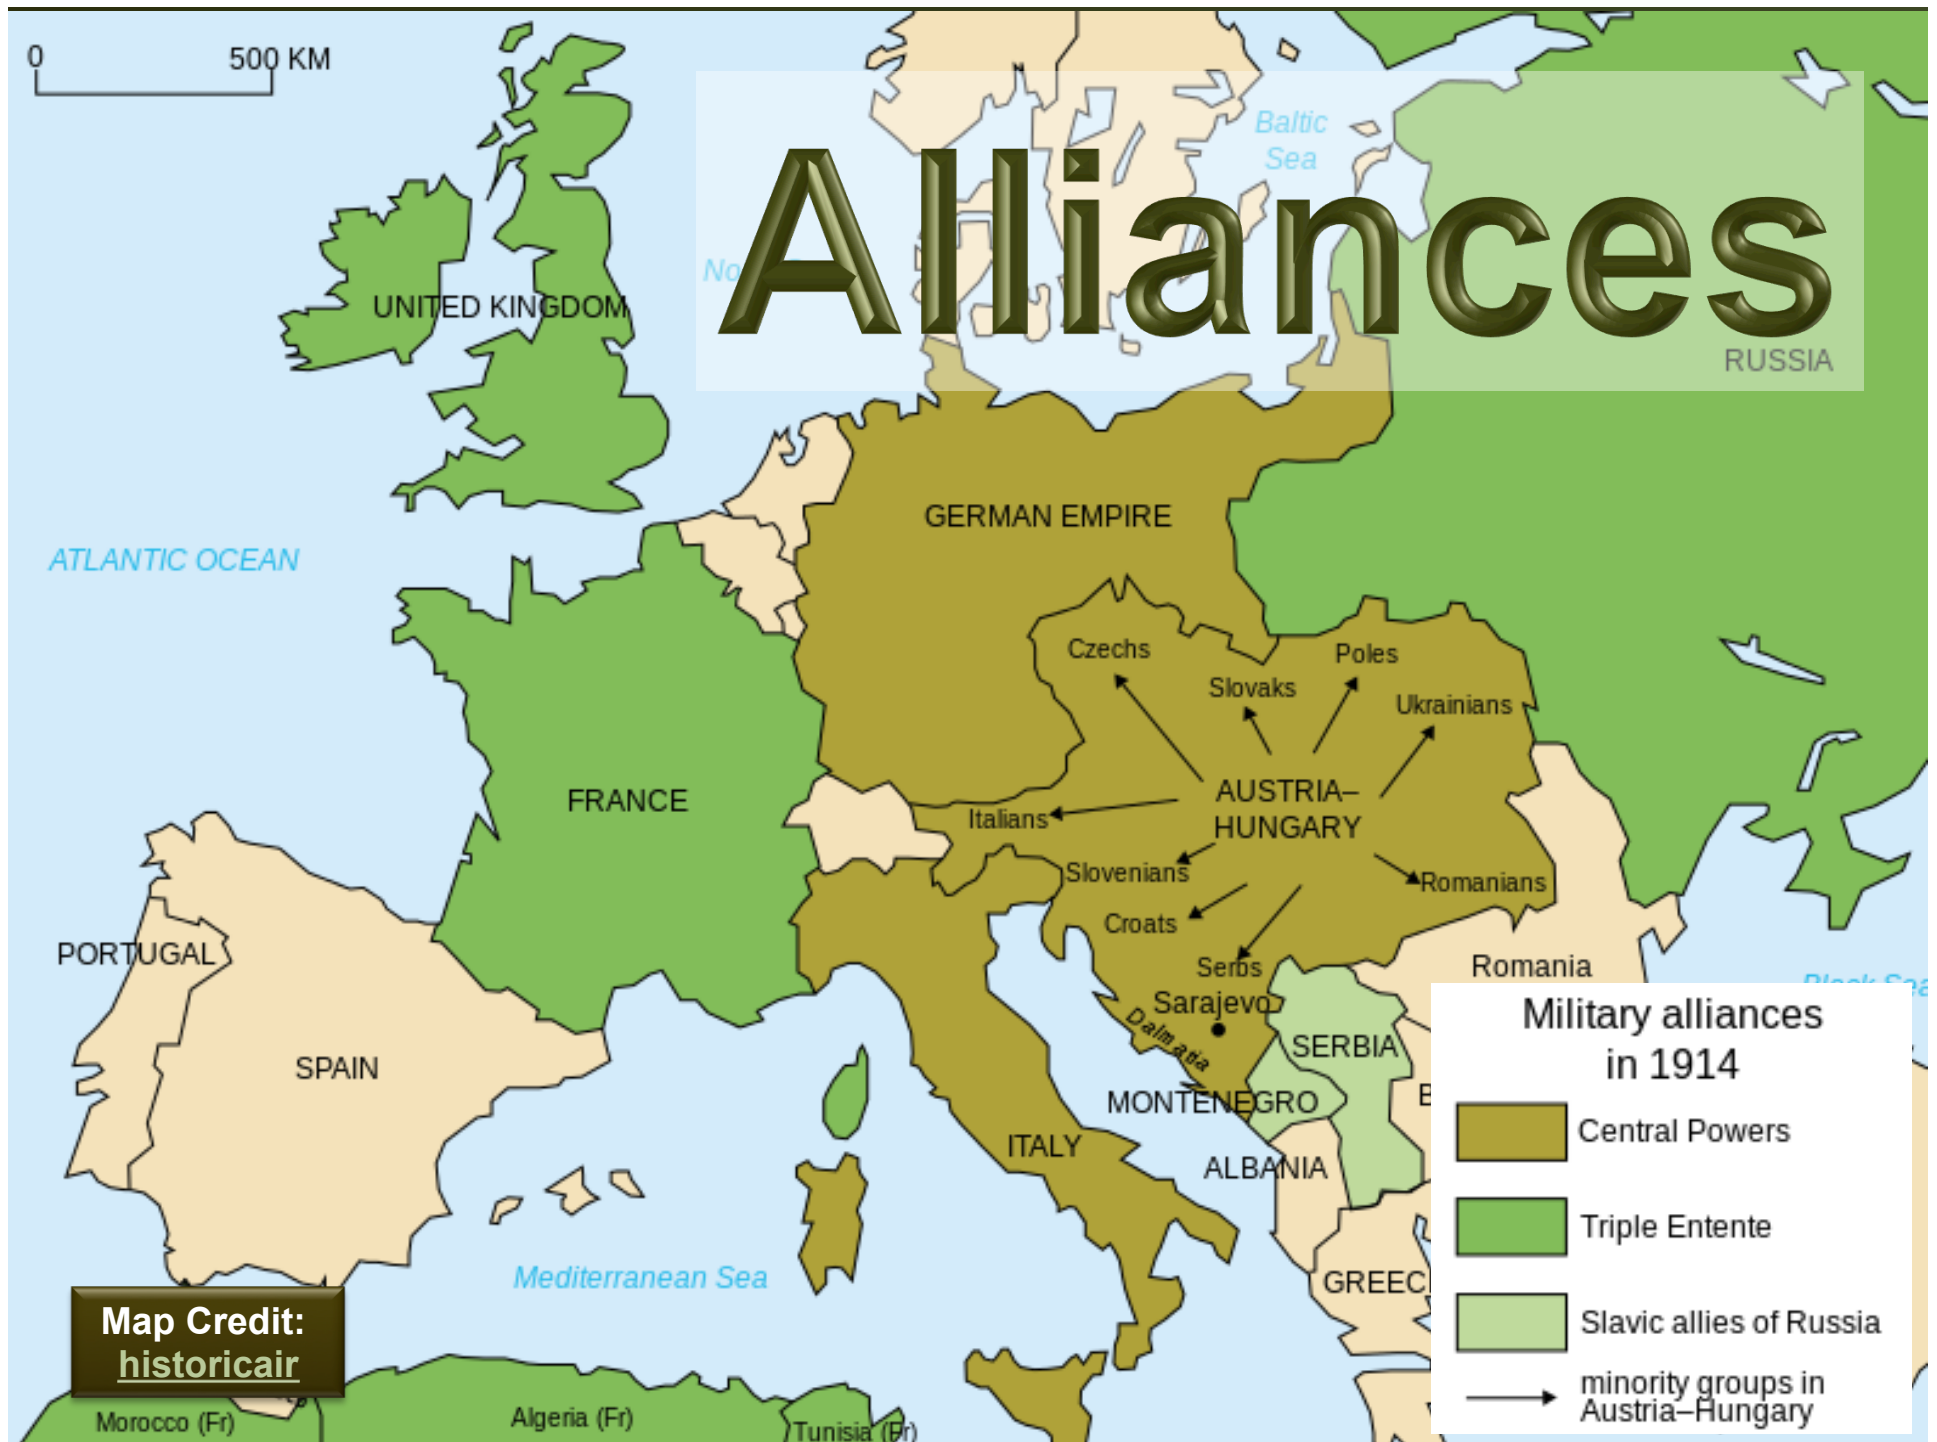 0 500 KM
Alliances
Baltic
Sea
RUSSIA
UNITED KINGDOM
GERMAN EMPIRE
ATLANTIC OCEAN
Czechs
Poles
Slovaks
Ukrainians
AUSTRIA–
HUNGARY
FRANCE
Italians
Slovenians
Romanians
Croats
PORTUGAL
Serbs
Romania
Sarajevo
Dalmatia
SERBIA
SPAIN
MONTENEGRO
ITALY
ALBANIA
GREEC
Mediterranean Sea
Military alliances
in 1914
Central Powers
Triple Entente
Slavic allies of Russia
minority groups in
Austria–Hungary
Map Credit:
historicair
Morocco (Fr)
Algeria (Fr)
Tunisia (Fr)